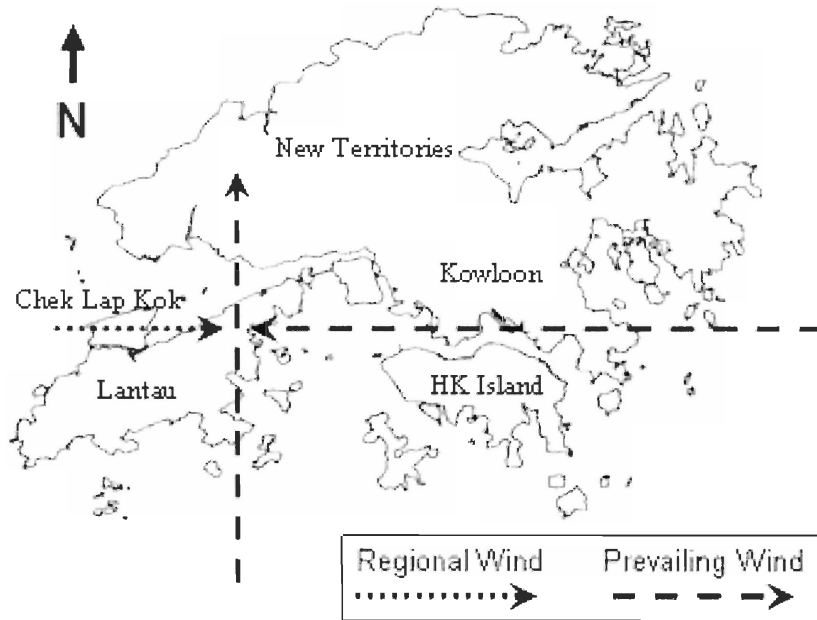 N
New Territories
Kowloon
Chek Lap Kok
Lantau
HK Island
Regional Wind
Prevailing Wind